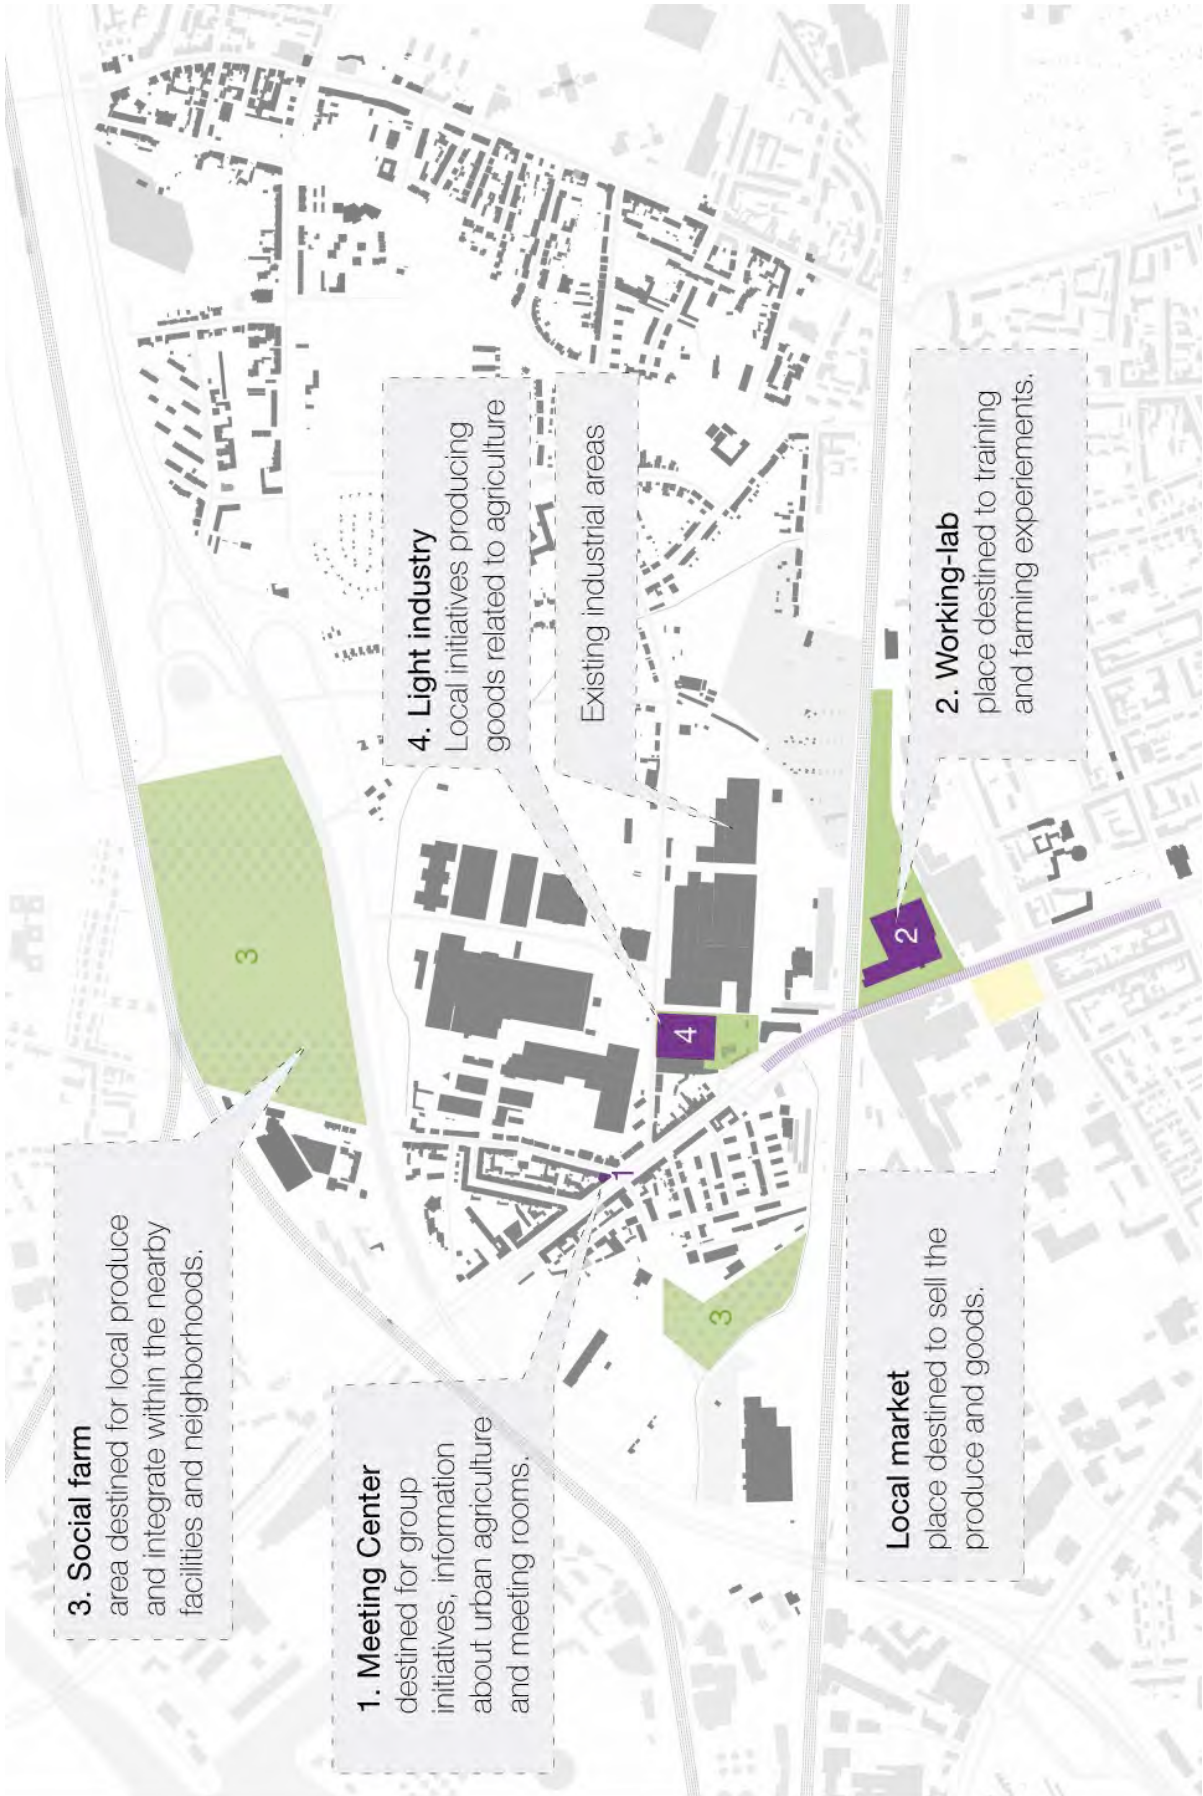 3. Social farm
area destined for local produce
and integrate within the nearby
facilities and neighborhoods.
1. Meeting Center
destined for group
initiatives, information
about urban agriculture
and meeting rooms.
4. Light industry
Local initiatives producing
goods related to agriculture
Existing industrial areas
Local market
place destined to sell the
produce and goods.
2. Working-lab
place destined to training
and farming experiements.
3
3
1
4
2